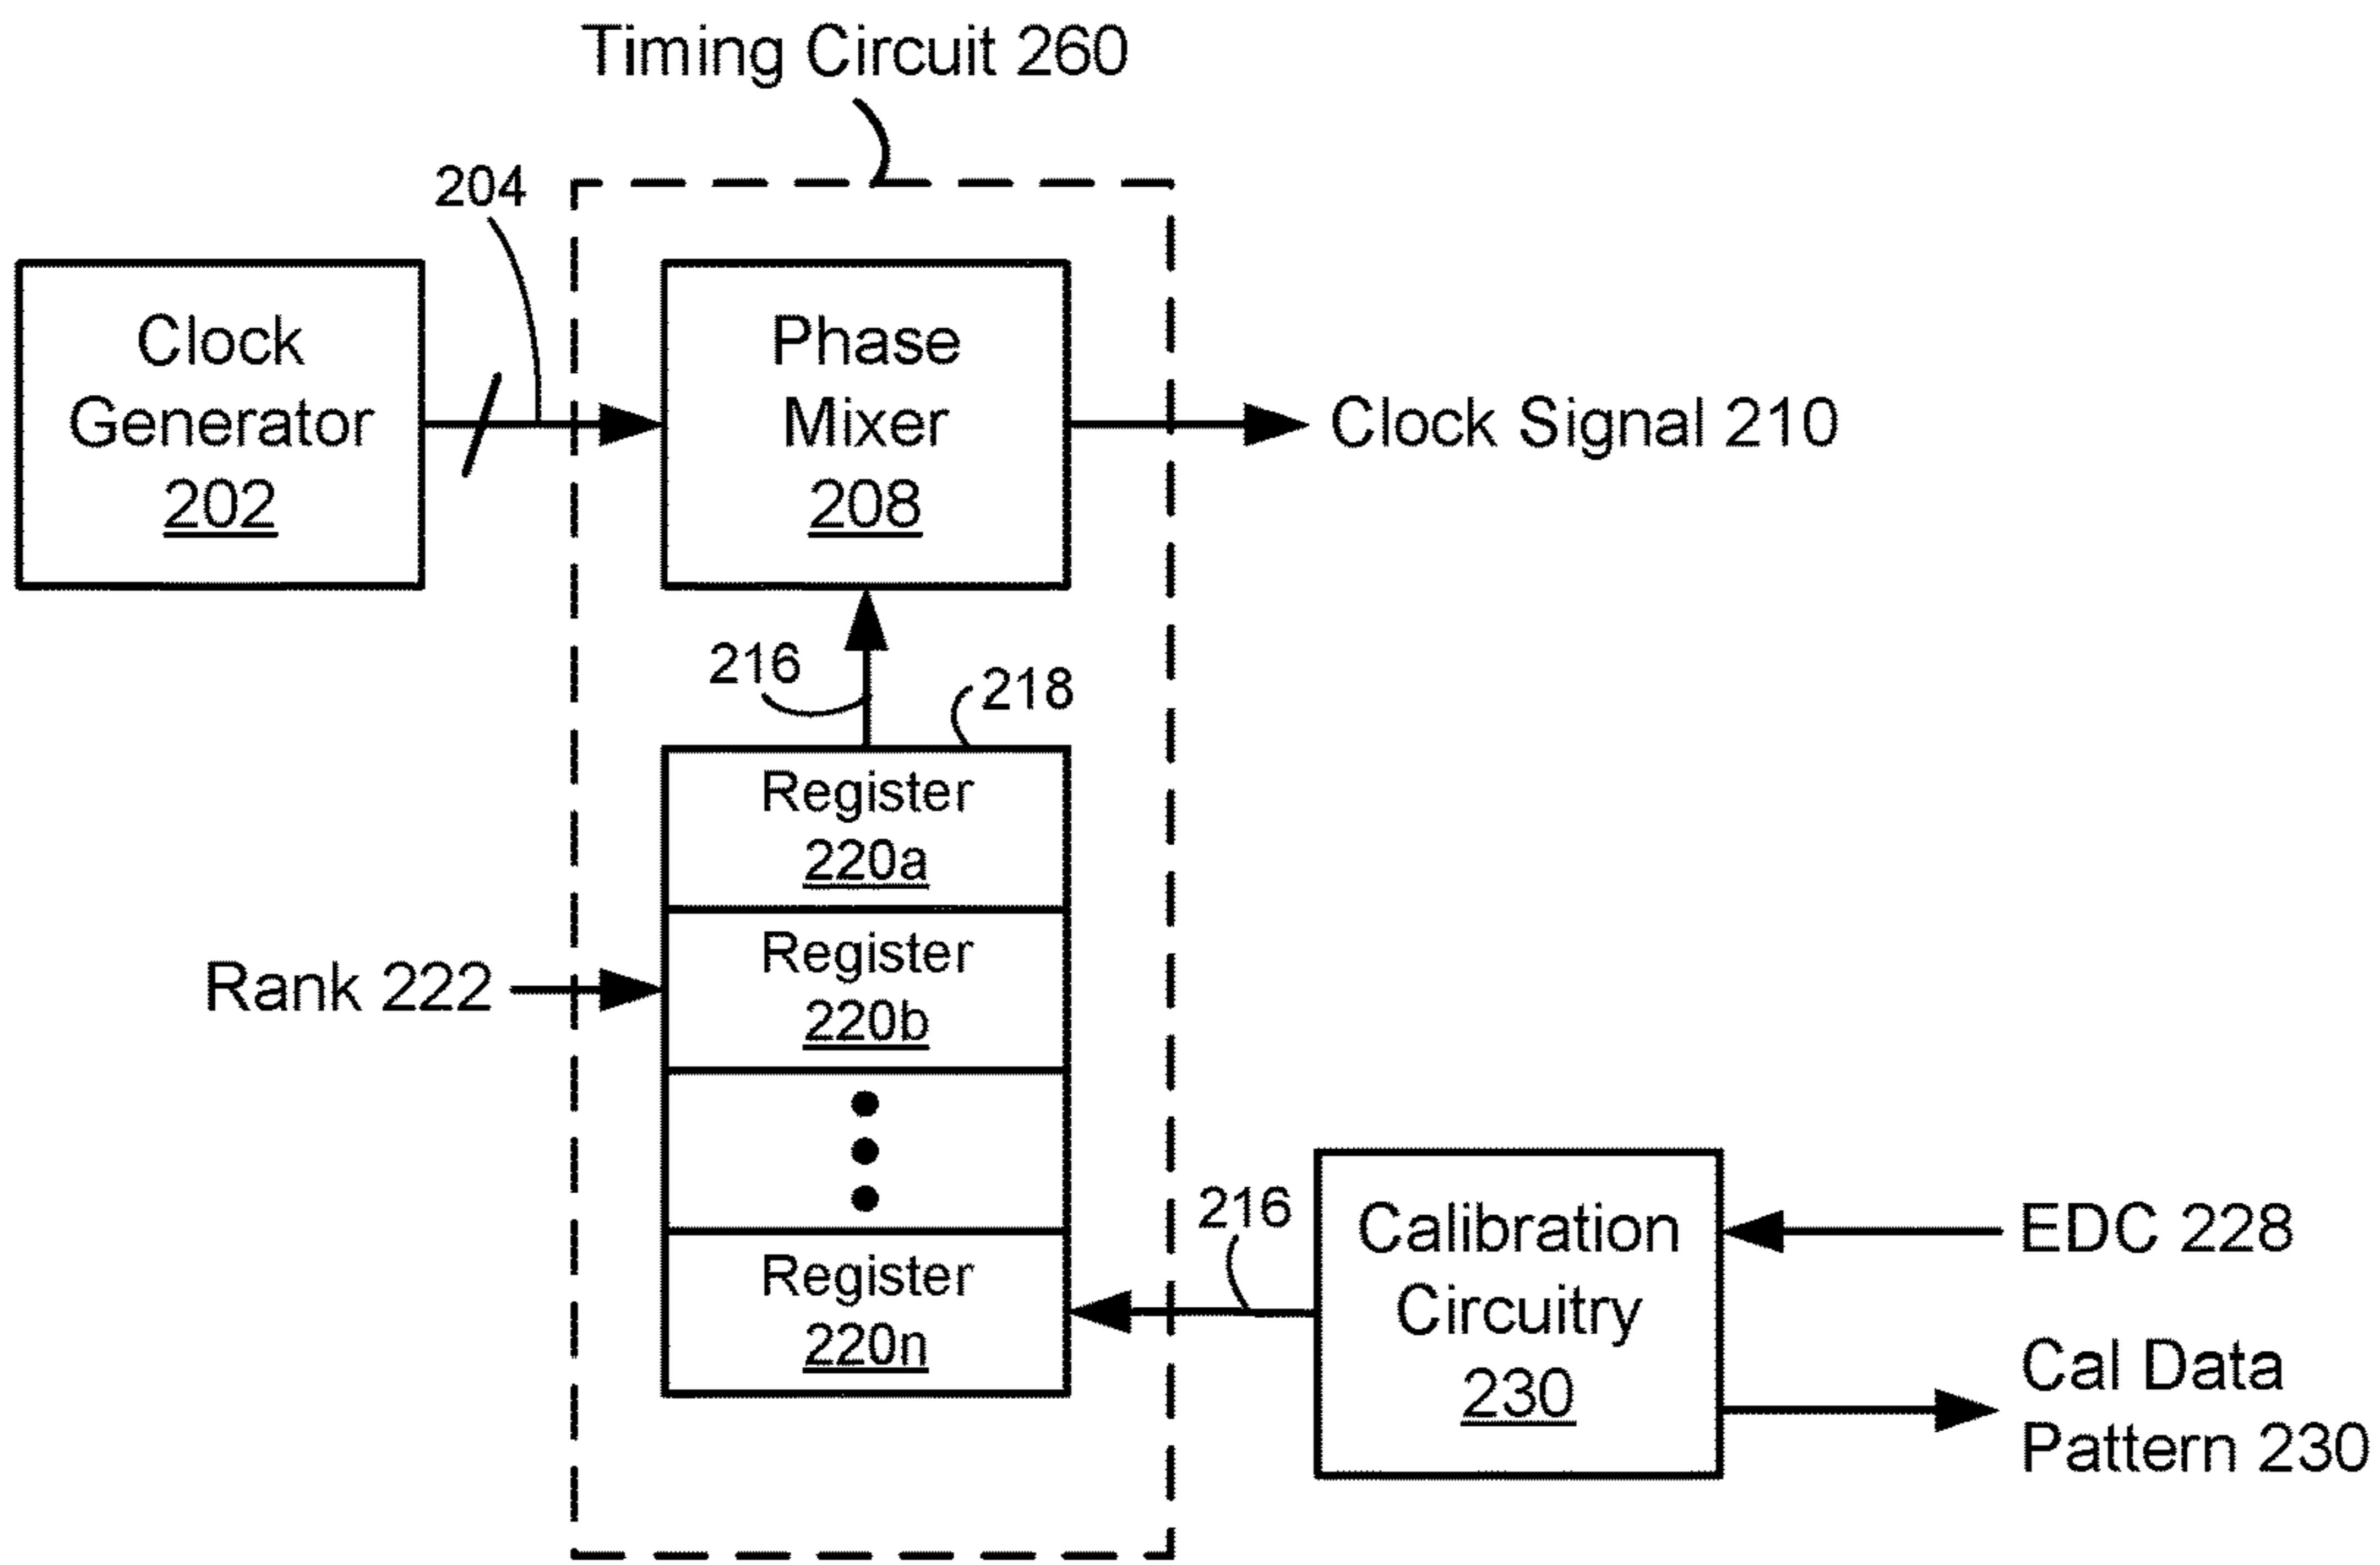 Timing Circuit 260
204
Clock
Generator
202
Phase
Mixer
208
Clock Signal 210
216
218
Register
220a
Rank 222
Register
220b
Register
220n
216
Calibration
Circuitry
230
EDC 228
Cal Data
Pattern 230